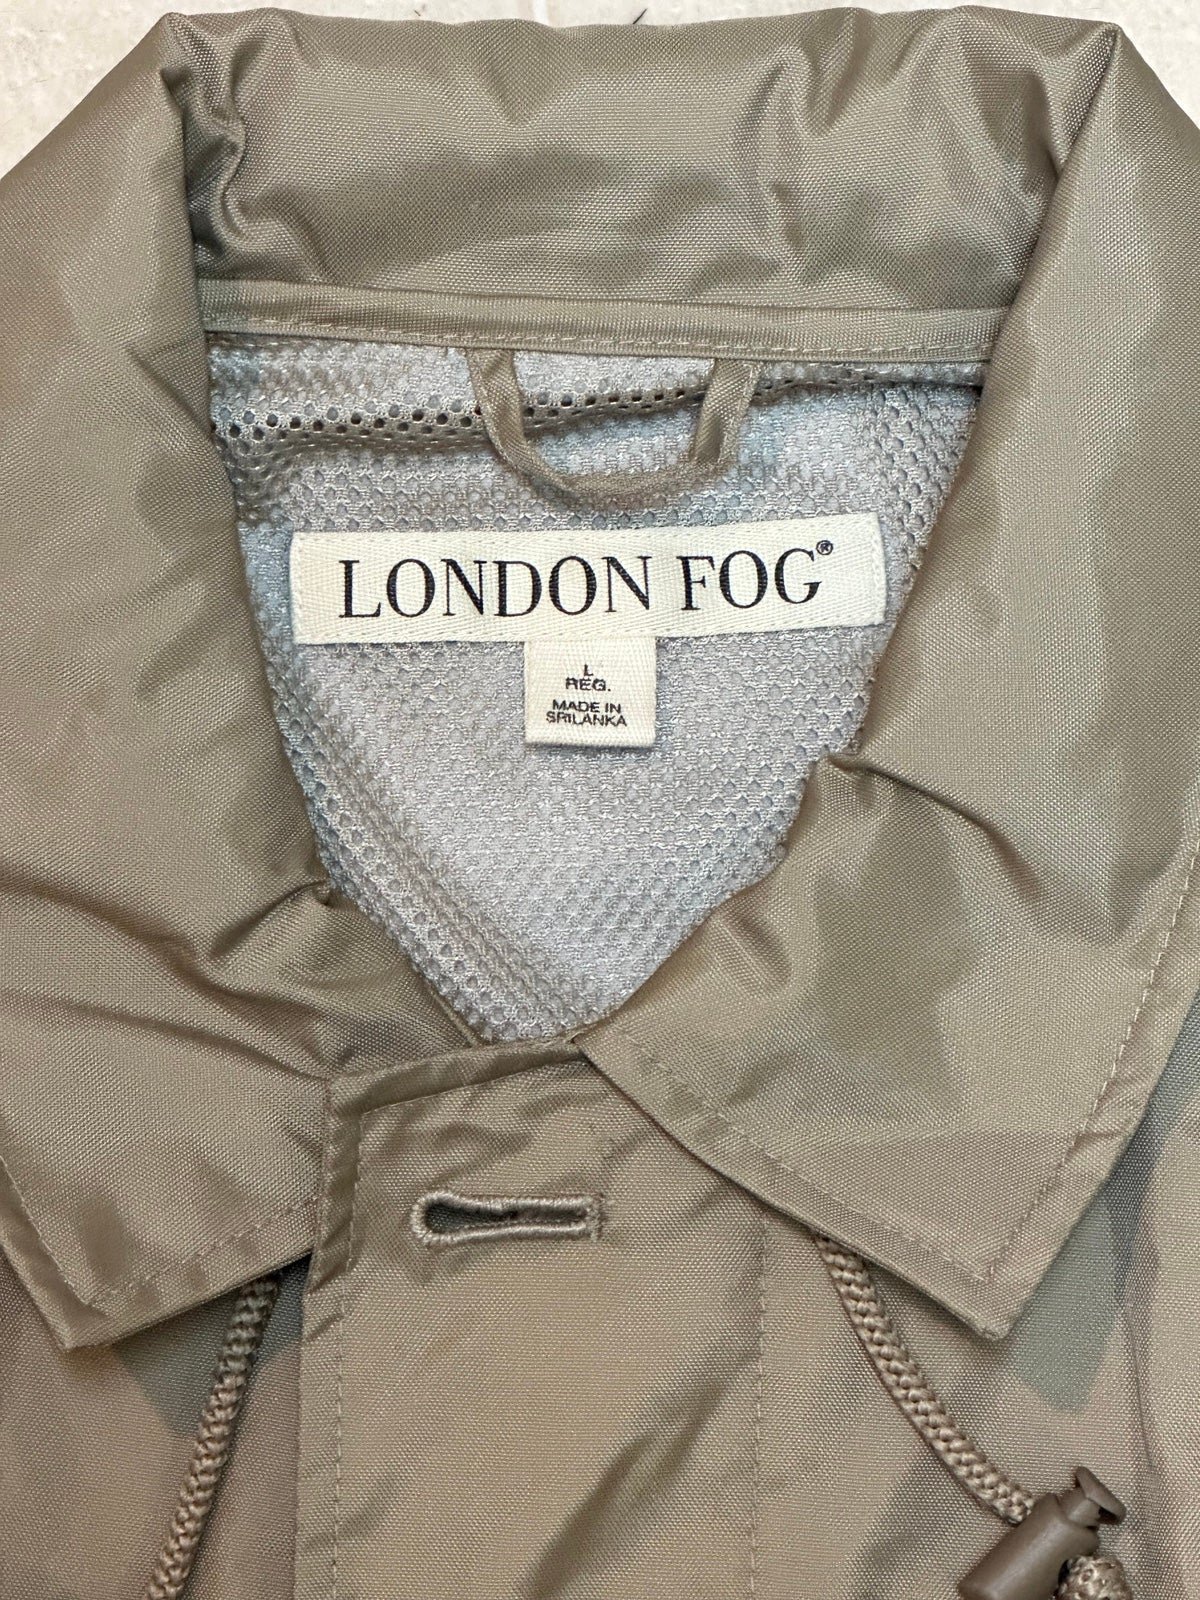 LONDON FOG®
L
REG.
MADE IN
SRILANKA